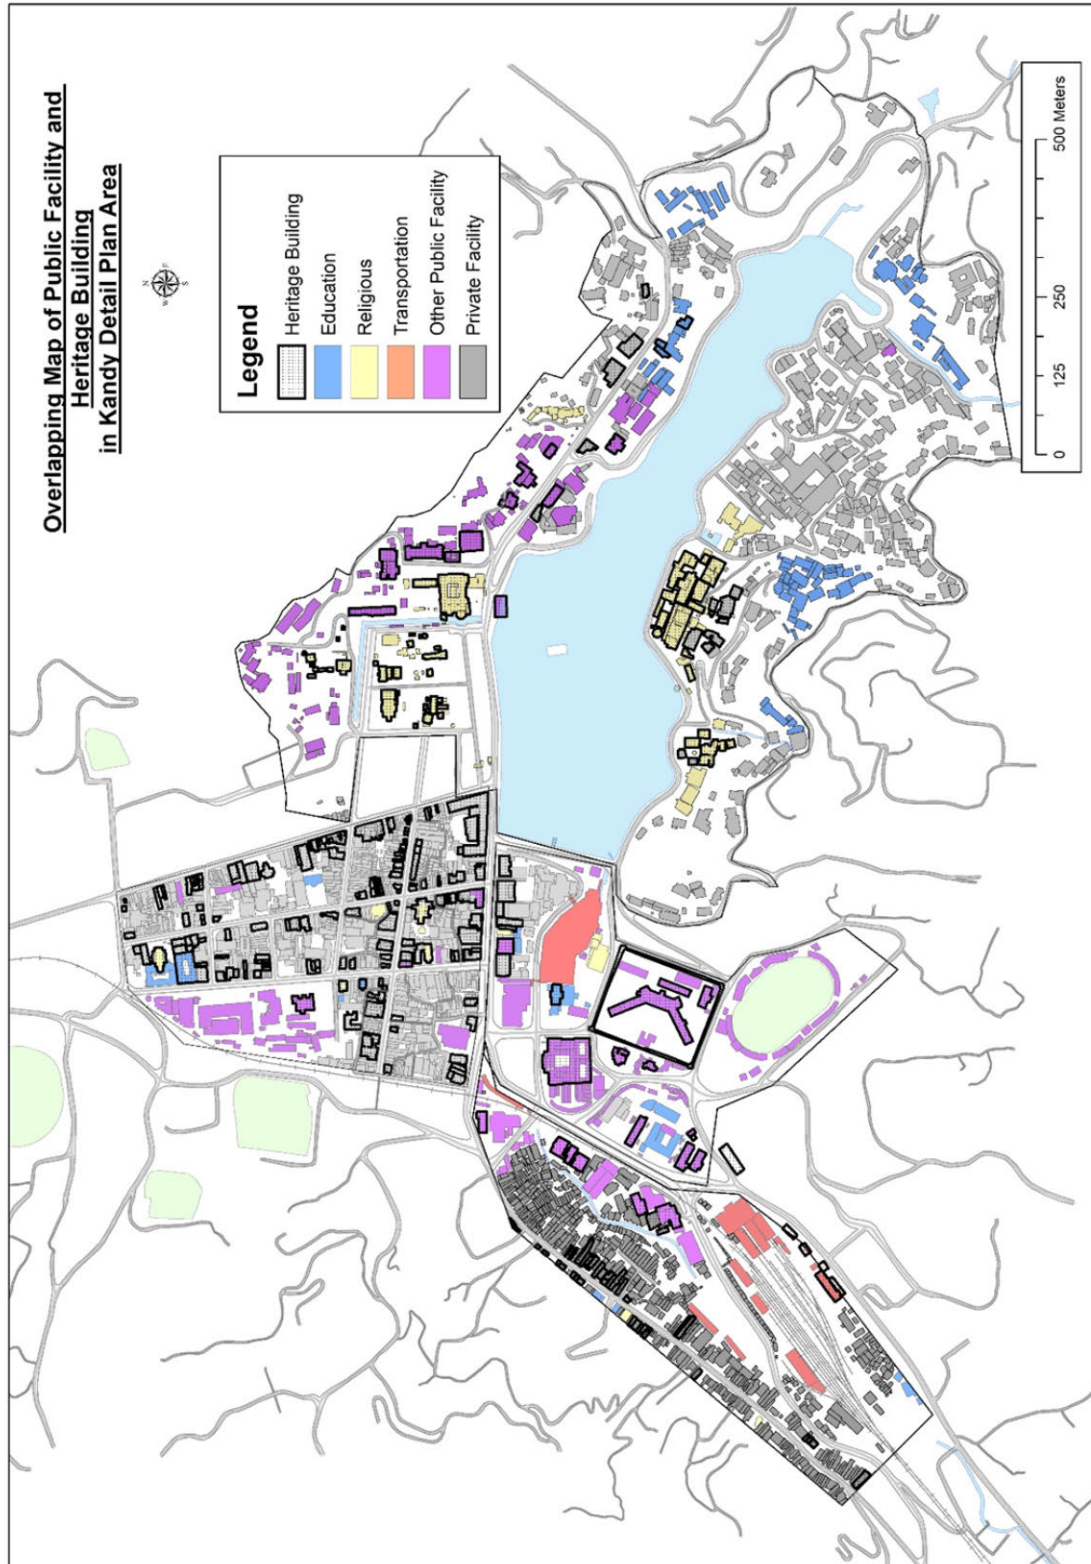 Overlapping Map of Public Facility and
Heritage Building
in Kandy Detail Plan Area
N
W
E
S
Legend
Heritage Building
Education
Religious
Transportation
Other Public Facility
Private Facility
0 125 250 500 Meters